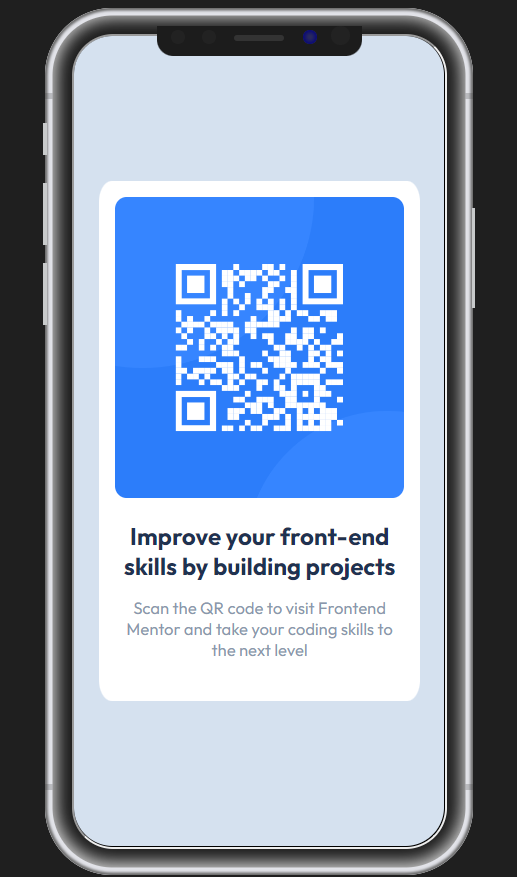 Improve your front-end
skills by building projects
Scan the QR code to visit Frontend
Mentor and take your coding skills to
the next level